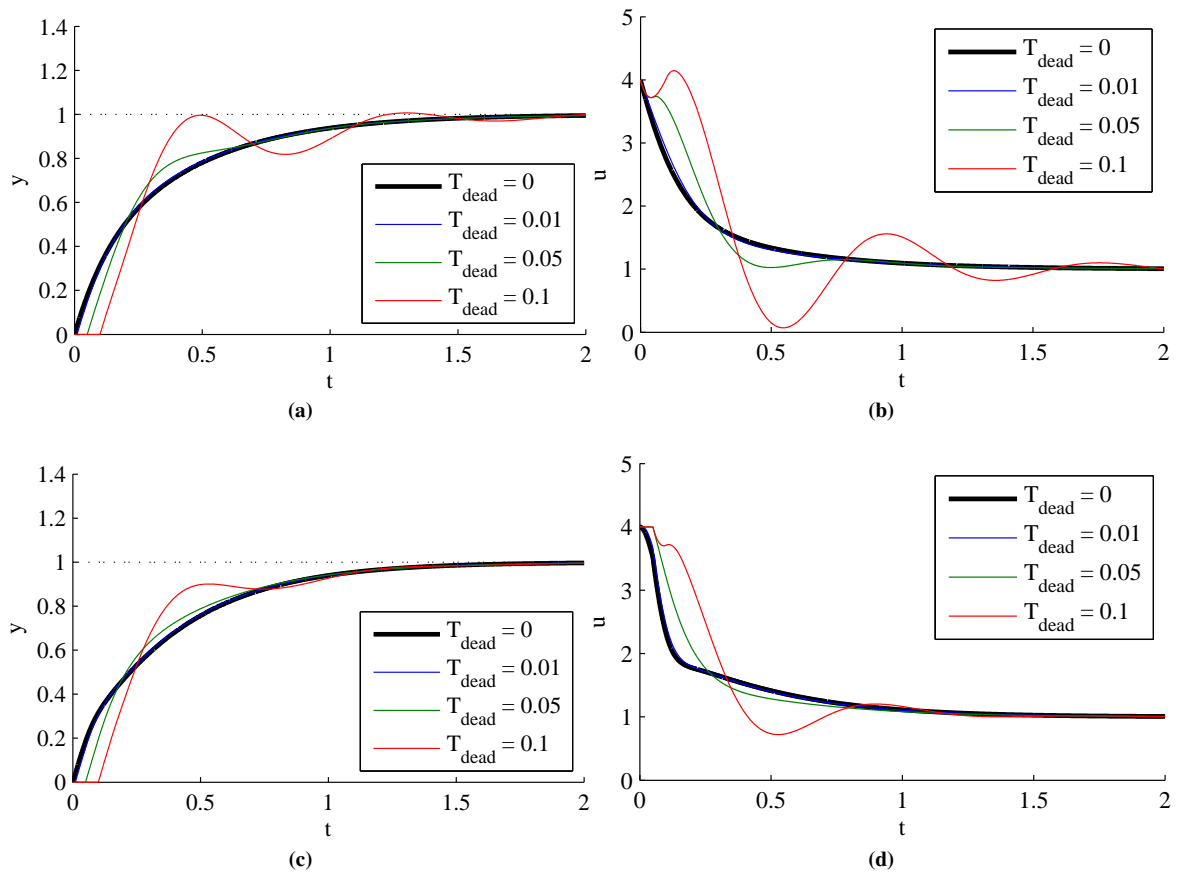 1.4
1.2
1
0.8
0.6
0.4
0.2
0
y
0
0.5
1
1.5
2
t
T_dead = 0
T_dead = 0.01
T_dead = 0.05
T_dead = 0.1
(a)
5
4
3
2
1
0
u
0
0.5
1
1.5
2
t
T_dead = 0
T_dead = 0.01
T_dead = 0.05
T_dead = 0.1
(b)
1.4
1.2
1
0.8
0.6
0.4
0.2
0
y
0
0.5
1
1.5
2
t
T_dead = 0
T_dead = 0.01
T_dead = 0.05
T_dead = 0.1
(c)
5
4
3
2
1
0
u
0
0.5
1
1.5
2
t
T_dead = 0
T_dead = 0.01
T_dead = 0.05
T_dead = 0.1
(d)